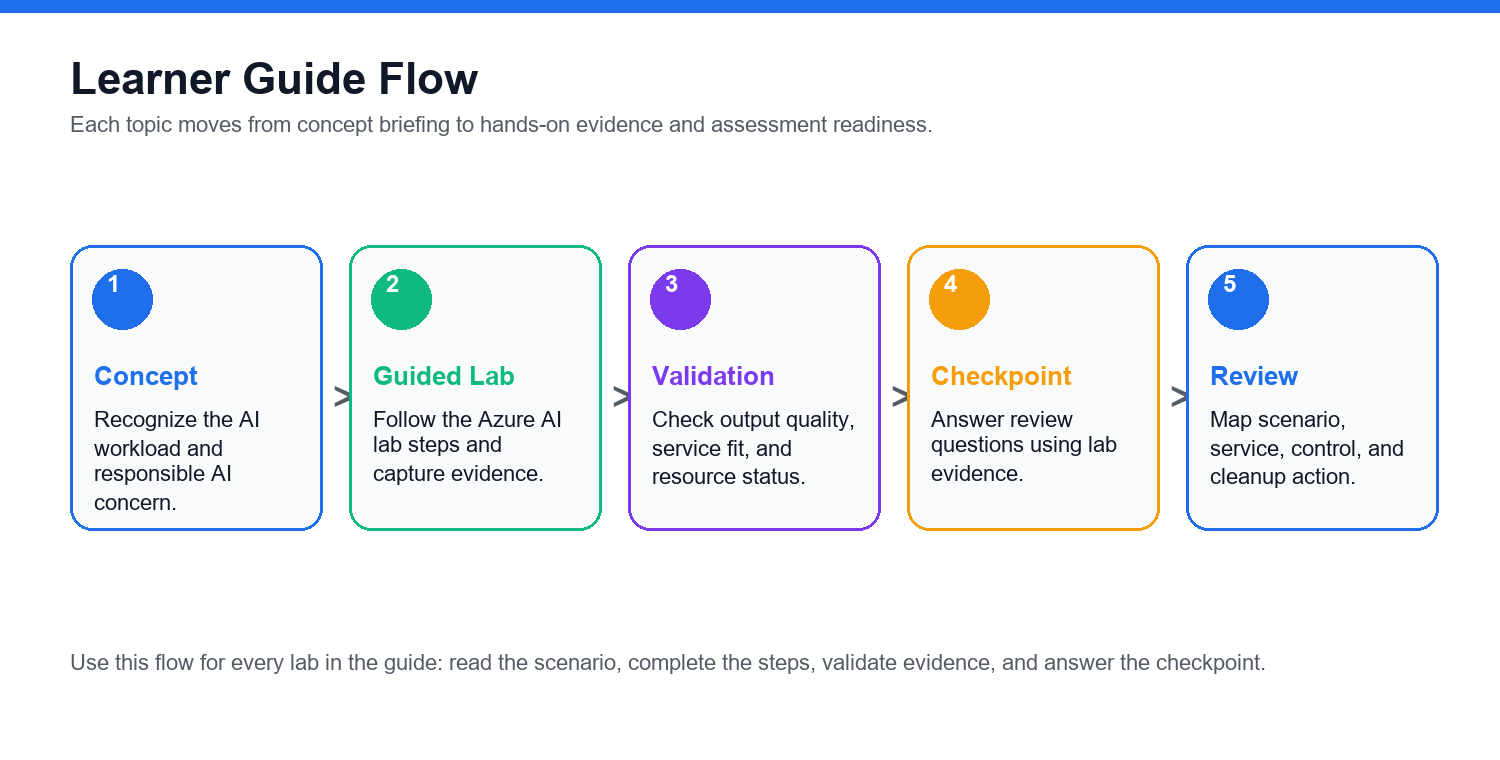 Learner Guide Flow
Each topic moves from concept briefing to hands-on evidence and assessment readiness.
1
Concept
Recognize the AI
workload and
responsible AI
concern.
>
2
Guided Lab
Follow the Azure AI
lab steps and
capture evidence.
>
3
Validation
Check output quality,
service fit, and
resource status.
>
4
Checkpoint
Answer review
questions using lab
evidence.
>
5
Review
Map scenario,
service, control, and
cleanup action.
Use this flow for every lab in the guide: read the scenario, complete the steps, validate evidence, and answer the checkpoint.